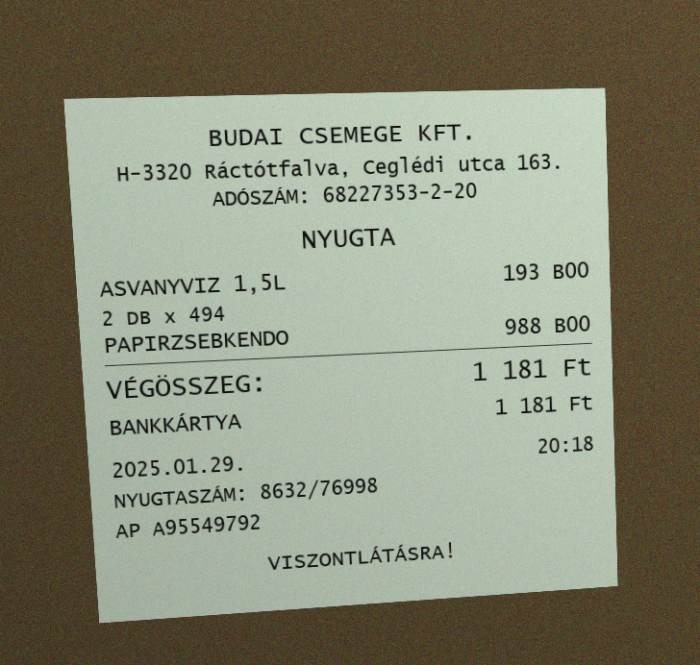 BUDAI CSEMEGE KFT.
H-3320 Ráctótfalva, Ceglédi utca 163.
ADÓSZÁM: 68227353-2-20
NYUGTA
ASVANYVIZ 1,5L 193 B00
2 DB x 494
PAPIRZSEBKENDO 988 B00
VÉGÖSSZEG: 1 181 Ft
BANKKÁRTYA 1 181 Ft
2025.01.29. 20:18
NYUGTASZÁM: 8632/76998
AP A95549792
VISZONTLÁTÁSRA!